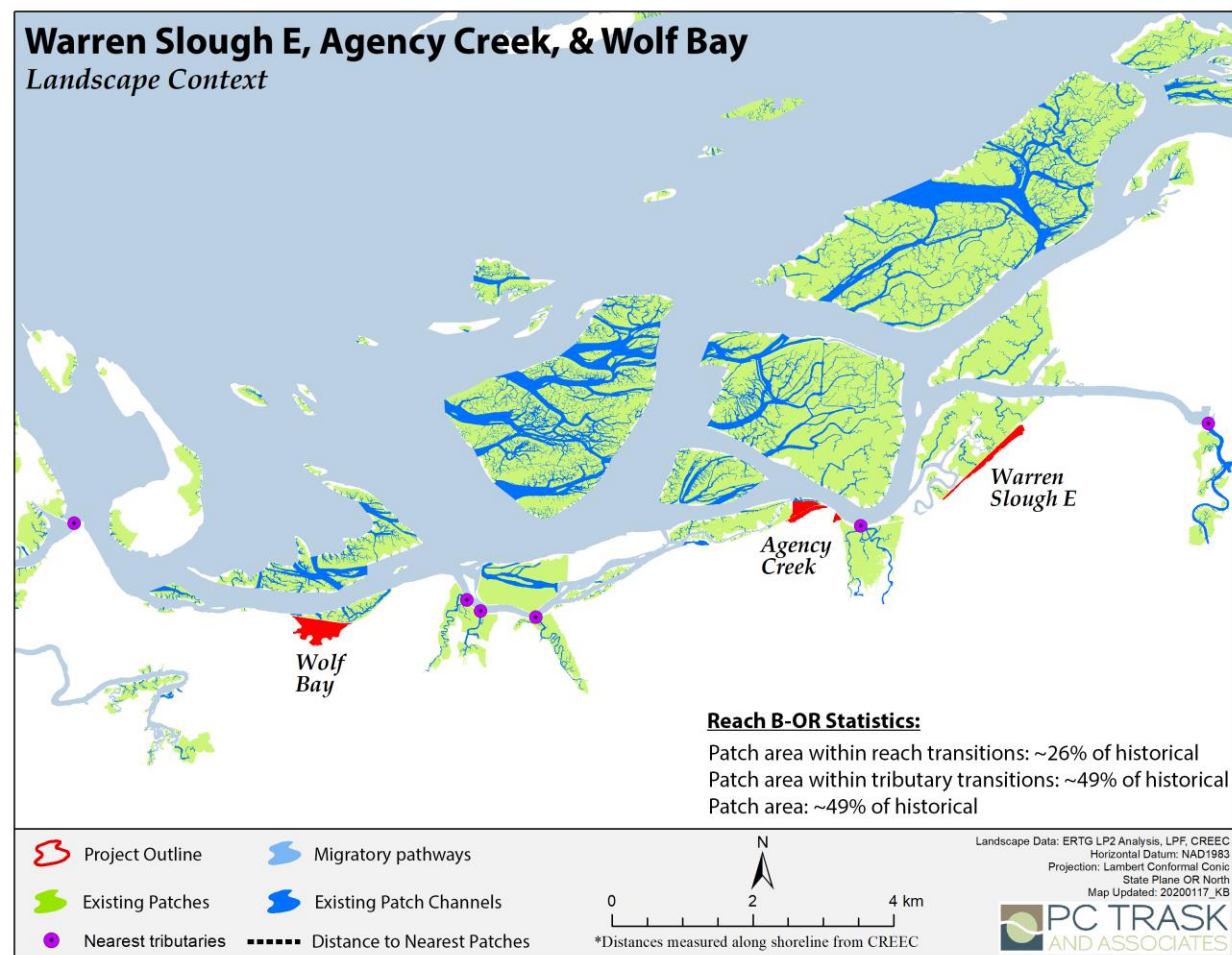 Warren Slough E, Agency Creek, & Wolf Bay
Landscape Context
Warren
Slough E
Agency
Creek
Wolf
Bay
Reach B-OR Statistics:
Patch area within reach transitions: ~26% of historical
Patch area within tributary transitions: ~49% of historical
Patch area: ~49% of historical
Project Outline
Migratory pathways
Existing Patches
Existing Patch Channels
Nearest tributaries
Distance to Nearest Patches
N
0 2 4 km
*Distances measured along shoreline from CREEC
Landscape Data: ERTG LP2 Analysis, LPF, CREEC
Horizontal Datum: NAD1983
Projection: Lambert Conformal Conic
State Plane OR North
Map Updated: 20200117_KB
PC TRASK
AND ASSOCIATES